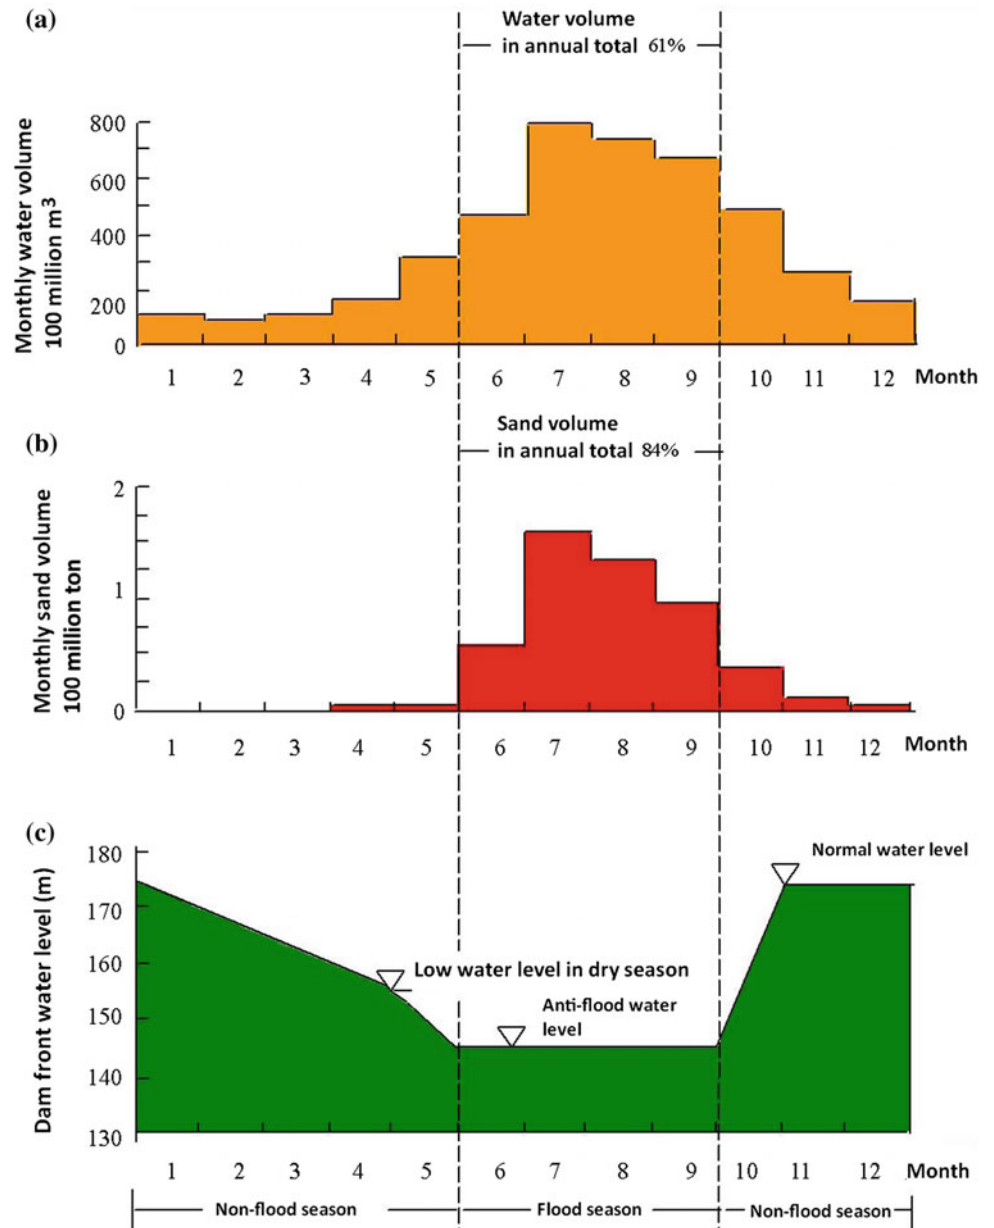 (a)
Water volume
in annual total 61%
Monthly water volume
100 million m³
800
600
400
200
0
1 2 3 4 5 6 7 8 9 10 11 12 Month
(b)
Sand volume
in annual total 84%
Monthly sand volume
100 million ton
2
1
0
1 2 3 4 5 6 7 8 9 10 11 12 Month
(c)
Dam front water level (m)
180
170
160
150
140
130
Normal water level
Low water level in dry season
Anti-flood water
level
1 2 3 4 5 6 7 8 9 10 11 12 Month
Non-flood season Flood season Non-flood season